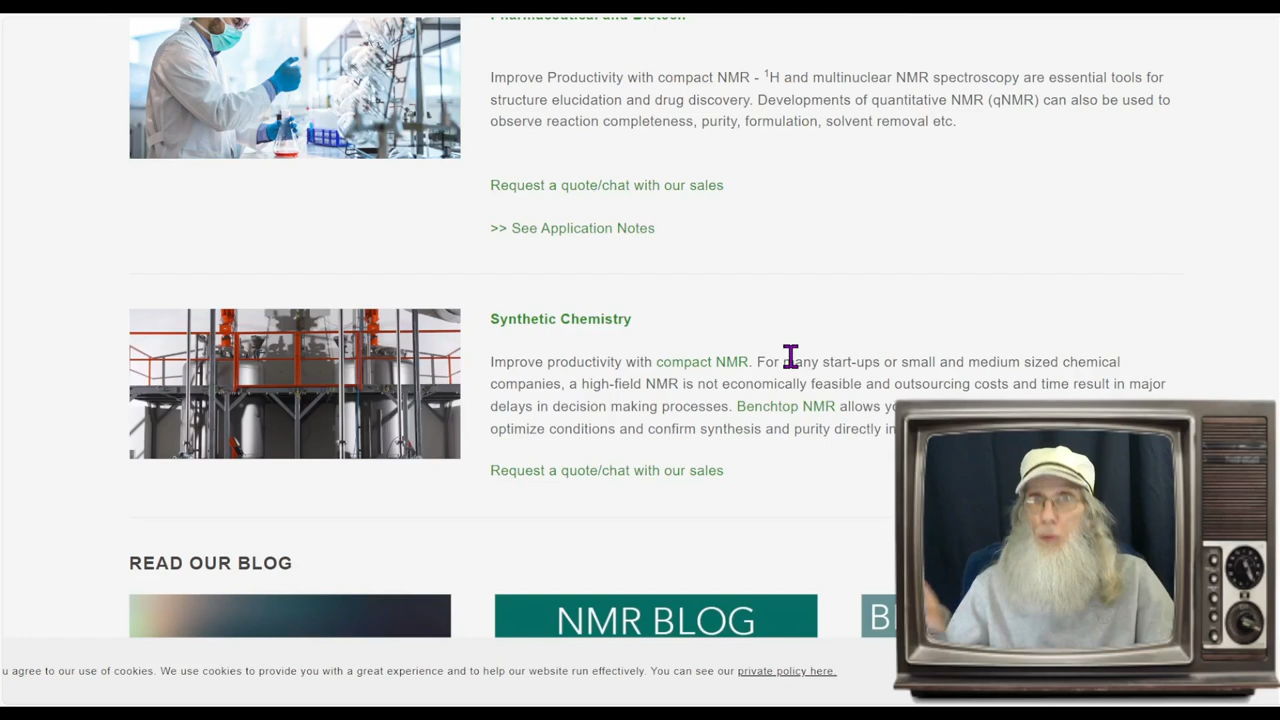 Pharmaceutical and Biotech
Improve Productivity with compact NMR - ¹H and multinuclear NMR spectroscopy are essential tools for
structure elucidation and drug discovery. Developments of quantitative NMR (qNMR) can also be used to
observe reaction completeness, purity, formulation, solvent removal etc.
Request a quote/chat with our sales
>> See Application Notes
Synthetic Chemistry
Improve productivity with compact NMR. For many start-ups or small and medium sized chemical
companies, a high-field NMR is not economically feasible and outsourcing costs and time result in major
delays in decision making processes. Benchtop NMR allows
optimize conditions and confirm synthesis and purity directly in
Request a quote/chat with our sales
READ OUR BLOG
NMR BLOG
u agree to our use of cookies. We use cookies to provide you with a great experience and to help our website run effectively. You can see our private policy here.